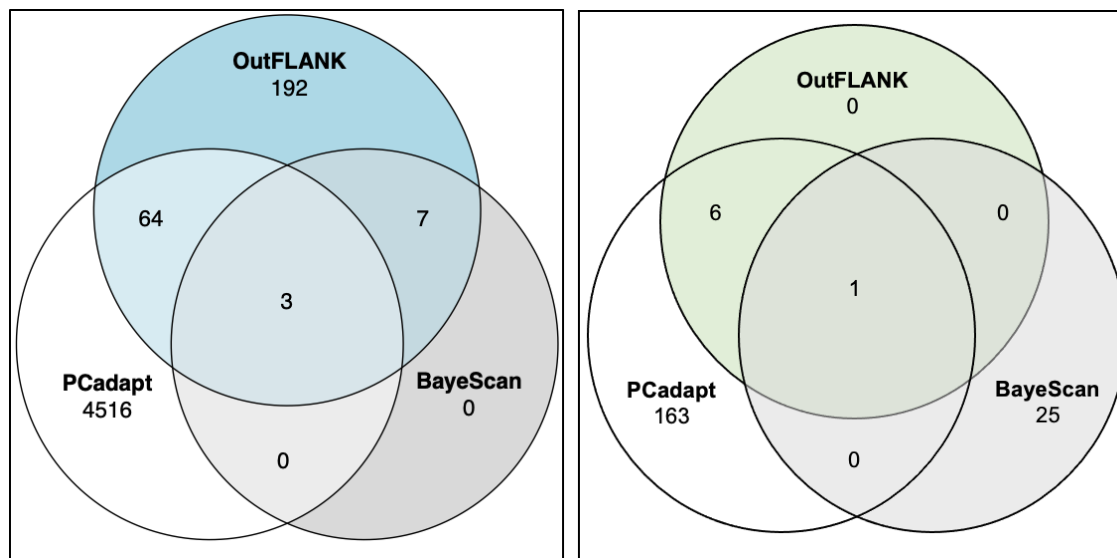 OutFLANK
192
64
7
3
PCadapt
4516
BayeScan
0
0
OutFLANK
0
6
0
1
PCadapt
163
BayeScan
25
0